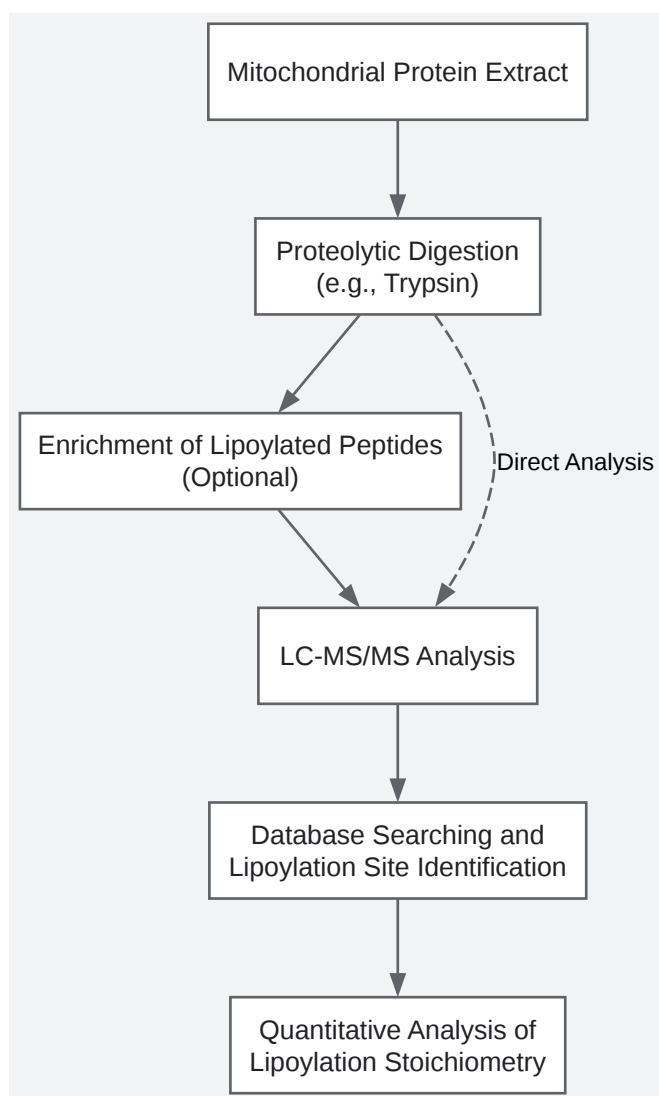 Mitochondrial Protein Extract
Proteolytic Digestion
(e.g., Trypsin)
Enrichment of Lipoylated Peptides
(Optional)
Direct Analysis
LC-MS/MS Analysis
Database Searching and
Lipoylation Site Identification
Quantitative Analysis of
Lipoylation Stoichiometry